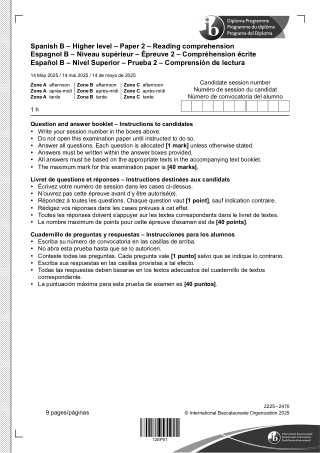 Diploma Programme
Programme du diplôme
Programa del Diploma
Spanish B – Higher level – Paper 2 – Reading comprehension
Espagnol B – Niveau supérieur – Épreuve 2 – Compréhension écrite
Español B – Nivel Superior – Prueba 2 – Comprensión de lectura
14 May 2025 / 14 mai 2025 / 14 de mayo de 2025
Zone A afternoon Zone B afternoon Zone C afternoon
Zone A après-midi Zone B après-midi Zone C après-midi
Zona A tarde Zona B tarde Zona C tarde
Candidate session number
Numéro de session du candidat
Número de convocatoria del alumno
1 h
Question and answer booklet – Instructions to candidates
• Write your session number in the boxes above.
• Do not open this examination paper until instructed to do so.
• Answer all questions. Each question is allocated [1 mark] unless otherwise stated.
• Answers must be written within the answer boxes provided.
• All answers must be based on the appropriate texts in the accompanying text booklet.
• The maximum mark for this examination paper is [40 marks].
Livret de questions et réponses – Instructions destinées aux candidats
• Écrivez votre numéro de session dans les cases ci-dessus.
• N'ouvrez pas cette épreuve avant d'y être autorisé(e).
• Répondez à toutes les questions. Chaque question vaut [1 point], sauf indication contraire.
• Rédigez vos réponses dans les cases prévues à cet effet.
• Toutes les réponses doivent s'appuyer sur les textes correspondants dans le livret de textes.
• Le nombre maximum de points pour cette épreuve d'examen est de [40 points].
Cuadernillo de preguntas y respuestas – Instrucciones para los alumnos
• Escriba su número de convocatoria en las casillas de arriba.
• No abra esta prueba hasta que se lo autoricen.
• Conteste todas las preguntas. Cada pregunta vale [1 punto] salvo que se indique lo contrario.
• Escriba sus respuestas en las casillas provistas a tal efecto.
• Todas las respuestas deben basarse en los textos adecuados del cuadernillo de textos
correspondiente.
• La puntuación máxima para esta prueba de examen es [40 puntos].
2225 – 2470
9 pages/páginas
© International Baccalaureate Organization 2025
12EP01
International Baccalaureate
Baccalauréat International
Bachillerato Internacional